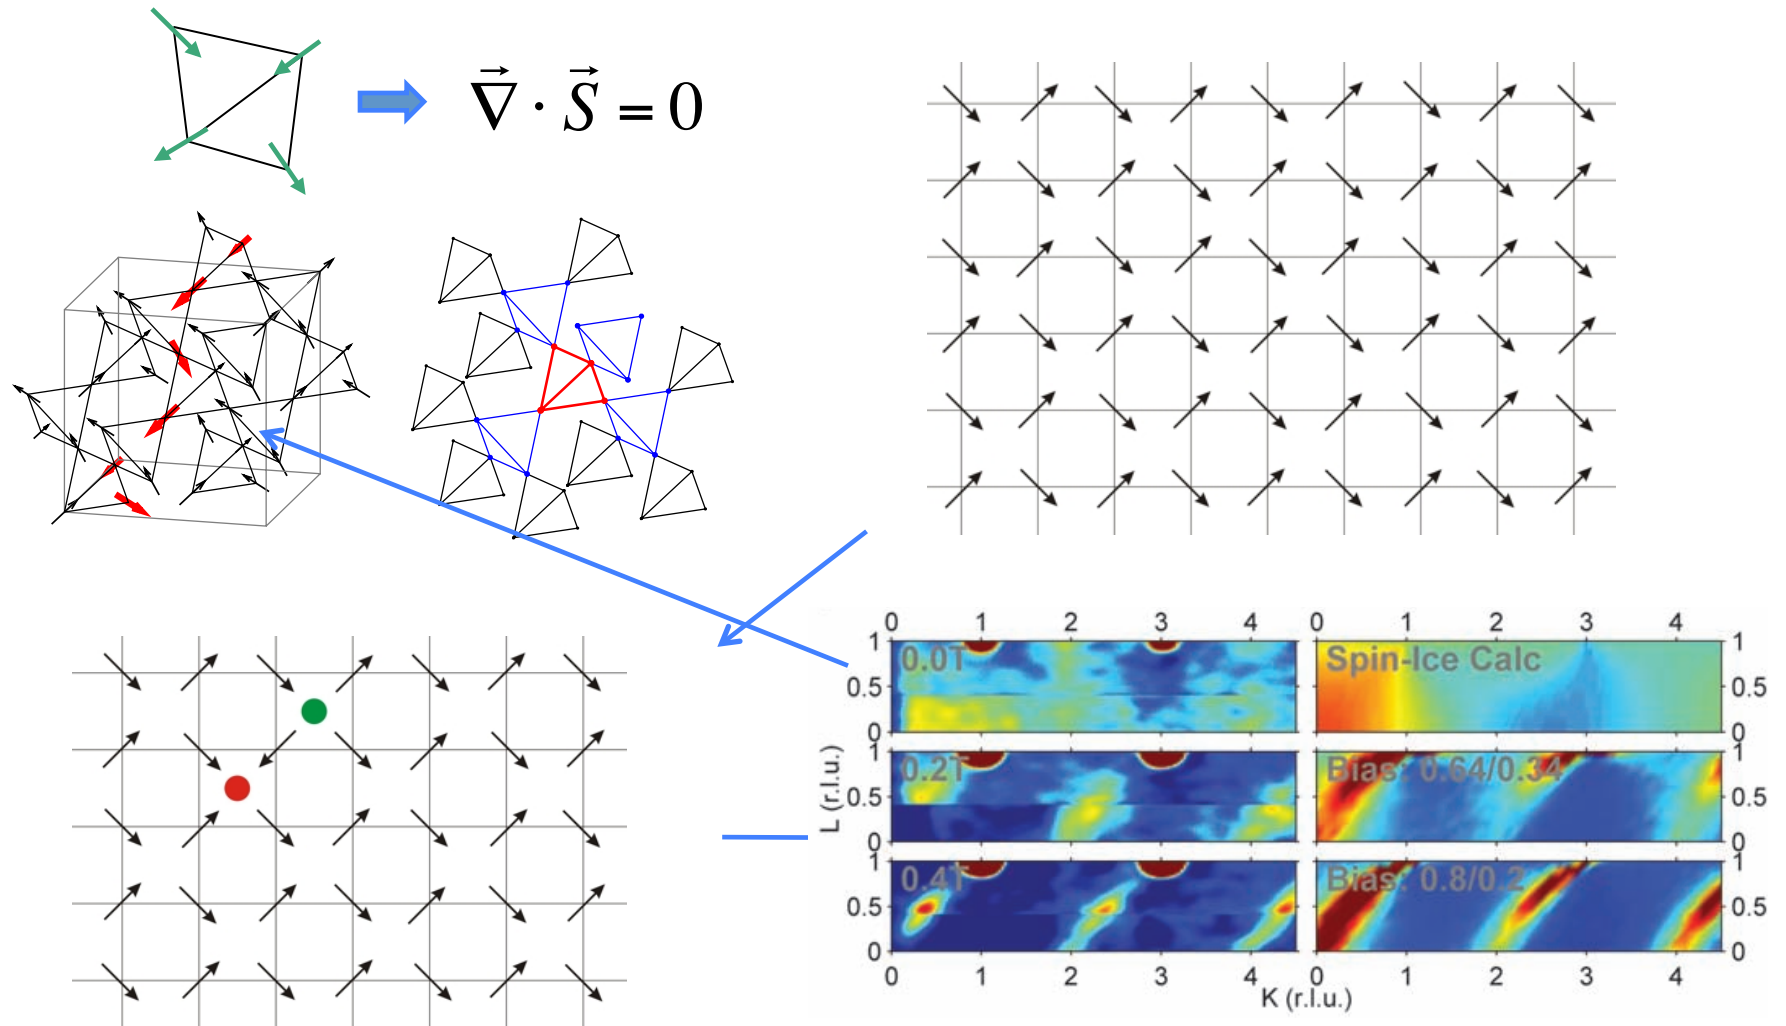 ∇⃗ · S⃗ = 0
0 1 2 3 4 0 1 2 3 4
1 0.0T Spin-Ice Calc 1
0.5 0.5
0 0
1 0.2T Bias: 0.64/0.34 1
0.5 0.5
0 0
1 0.4T Bias: 0.8/0.2 1
0.5 0.5
0 0
0 1 2 3 4 0 1 2 3 4
L (r.l.u.)
K (r.l.u.)